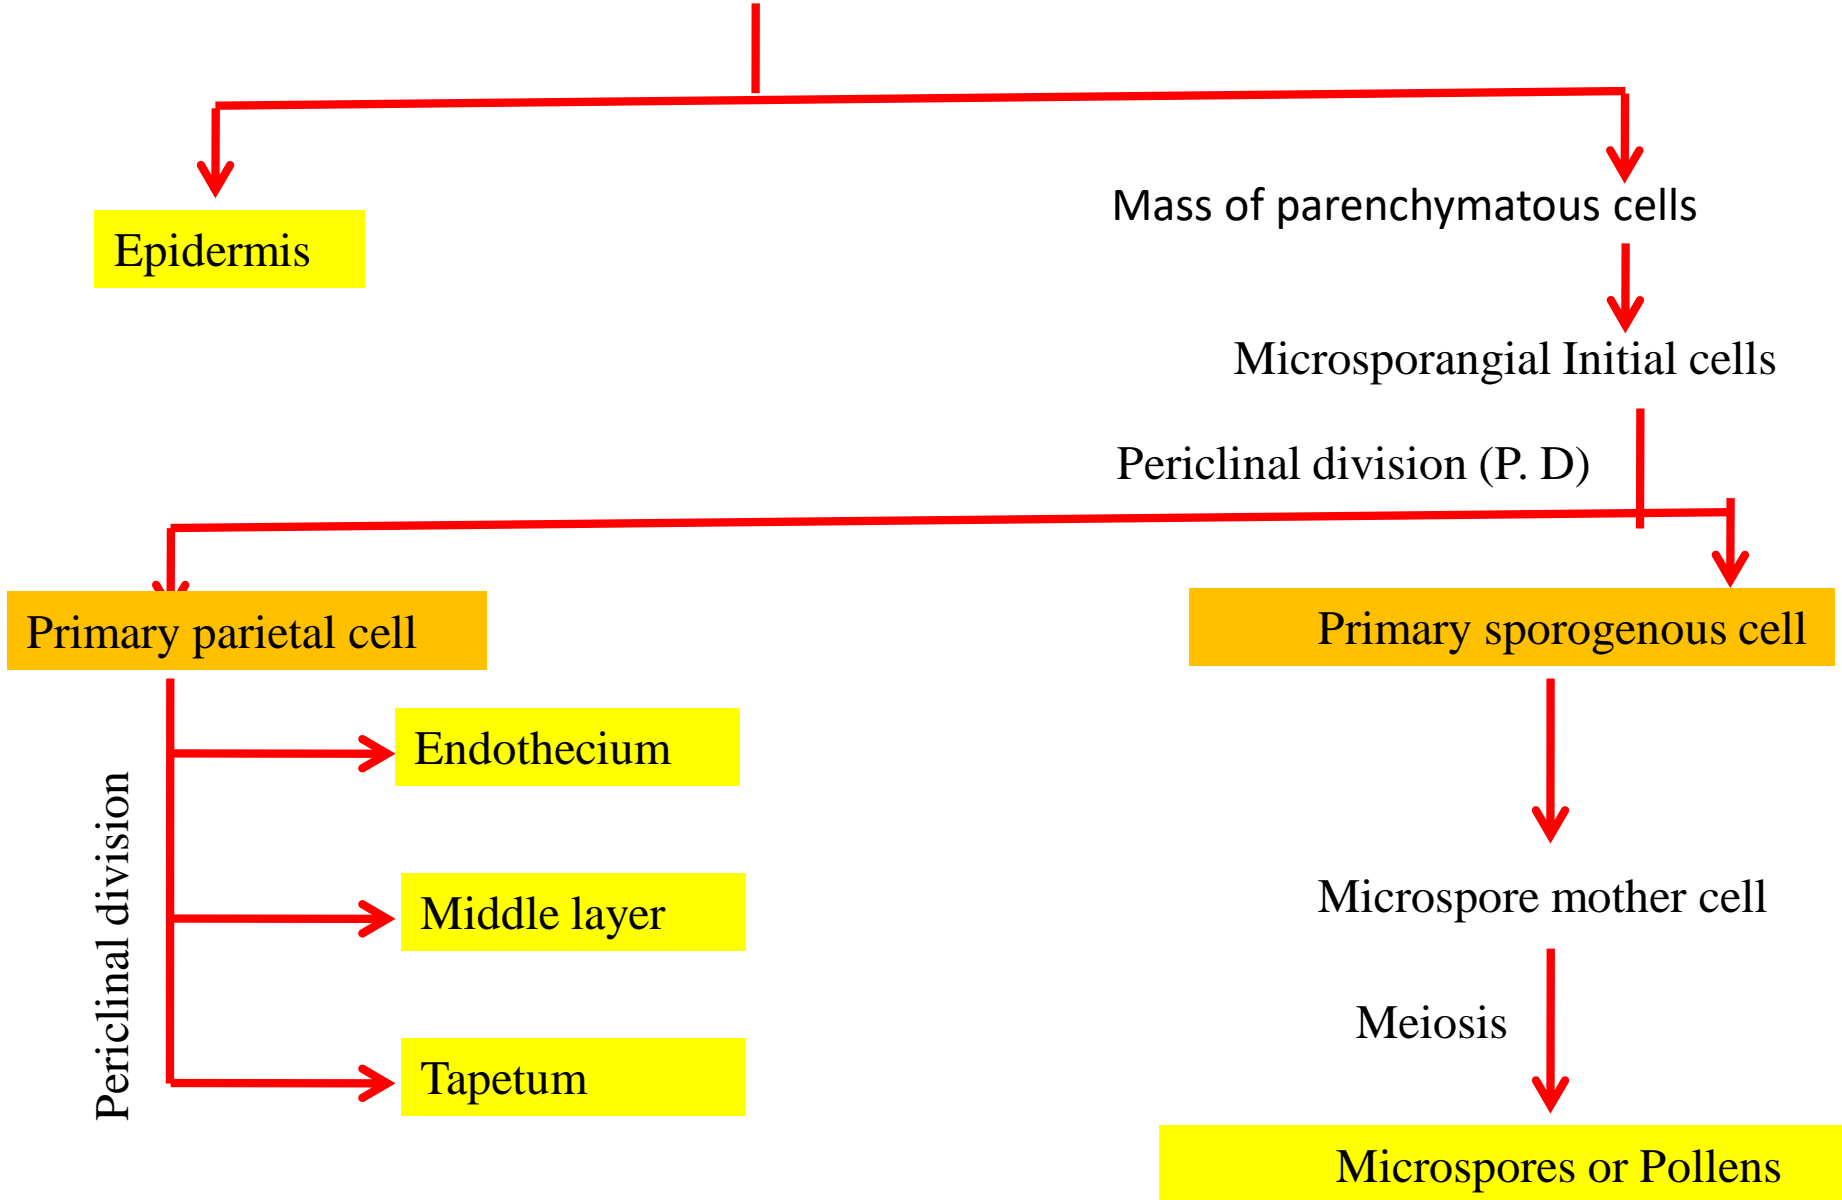 Epidermis
Mass of parenchymatous cells
Microsporangial Initial cells
Periclinal division (P. D)
Primary parietal cell
Primary sporogenous cell
Periclinal division
Endothecium
Middle layer
Tapetum
Microspore mother cell
Meiosis
Microspores or Pollens